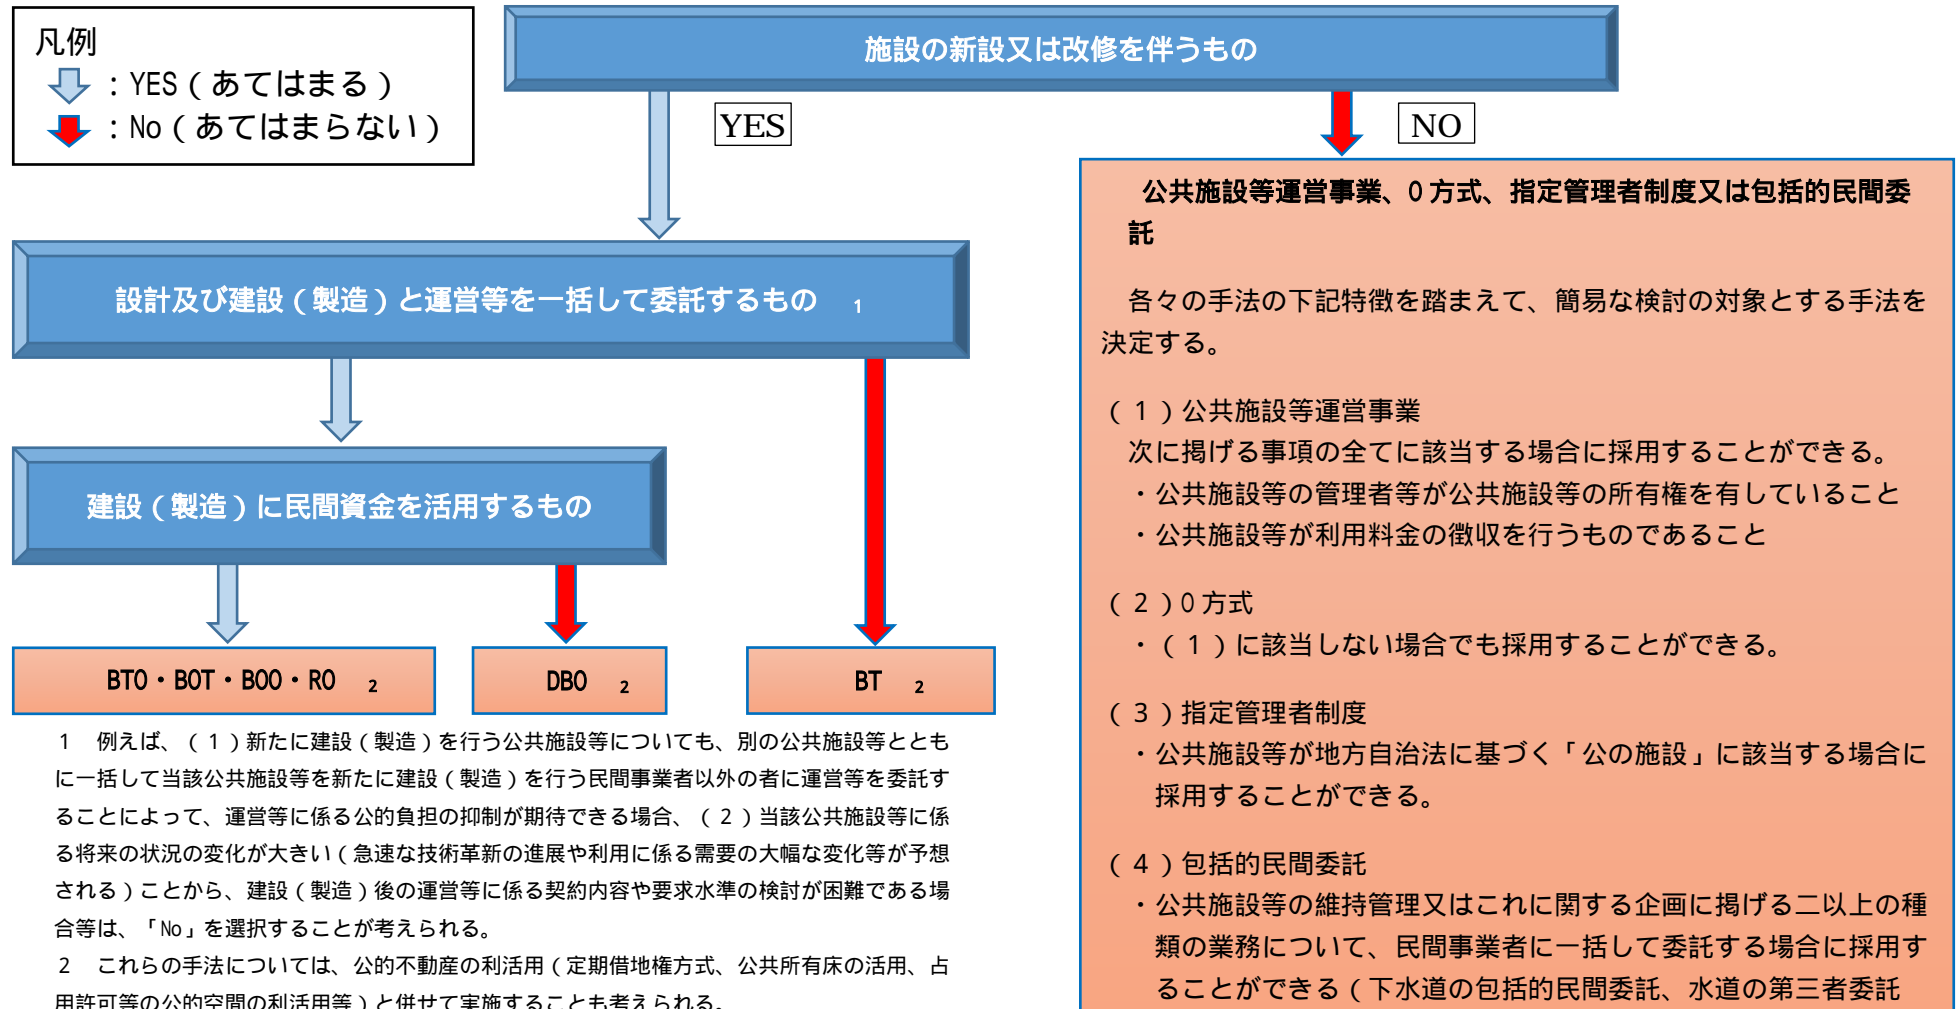 凡例
：YES（あてはまる）
：No（あてはまらない）
施設の新設又は改修を伴うもの
YES
NO
設計及び建設（製造）と運営等を一括して委託するもの　1
建設（製造）に民間資金を活用するもの
BTO・BOT・BOO・RO　2
DBO　2
BT　2
1　例えば、（１）新たに建設（製造）を行う公共施設等についても、別の公共施設等ととも
に一括して当該公共施設等を新たに建設（製造）を行う民間事業者以外の者に運営等を委託す
ることによって、運営等に係る公的負担の抑制が期待できる場合、（２）当該公共施設等に係
る将来の状況の変化が大きい（急速な技術革新の進展や利用に係る需要の大幅な変化等が予想
される）ことから、建設（製造）後の運営等に係る契約内容や要求水準の検討が困難である場
合等は、「No」を選択することが考えられる。
2　これらの手法については、公的不動産の利活用（定期借地権方式、公共所有床の活用、占
用許可等の公的空間の利活用等）と併せて実施することも考えられる。
公共施設等運営事業、O方式、指定管理者制度又は包括的民間委
託
各々の手法の下記特徴を踏まえて、簡易な検討の対象とする手法を
決定する。
（１）公共施設等運営事業
次に掲げる事項の全てに該当する場合に採用することができる。
・公共施設等の管理者等が公共施設等の所有権を有していること
・公共施設等が利用料金の徴収を行うものであること
（２）O方式
・（１）に該当しない場合でも採用することができる。
（３）指定管理者制度
・公共施設等が地方自治法に基づく「公の施設」に該当する場合に
採用することができる。
（４）包括的民間委託
・公共施設等の維持管理又はこれに関する企画に掲げる二以上の種
類の業務について、民間事業者に一括して委託する場合に採用す
ることができる（下水道の包括的民間委託、水道の第三者委託